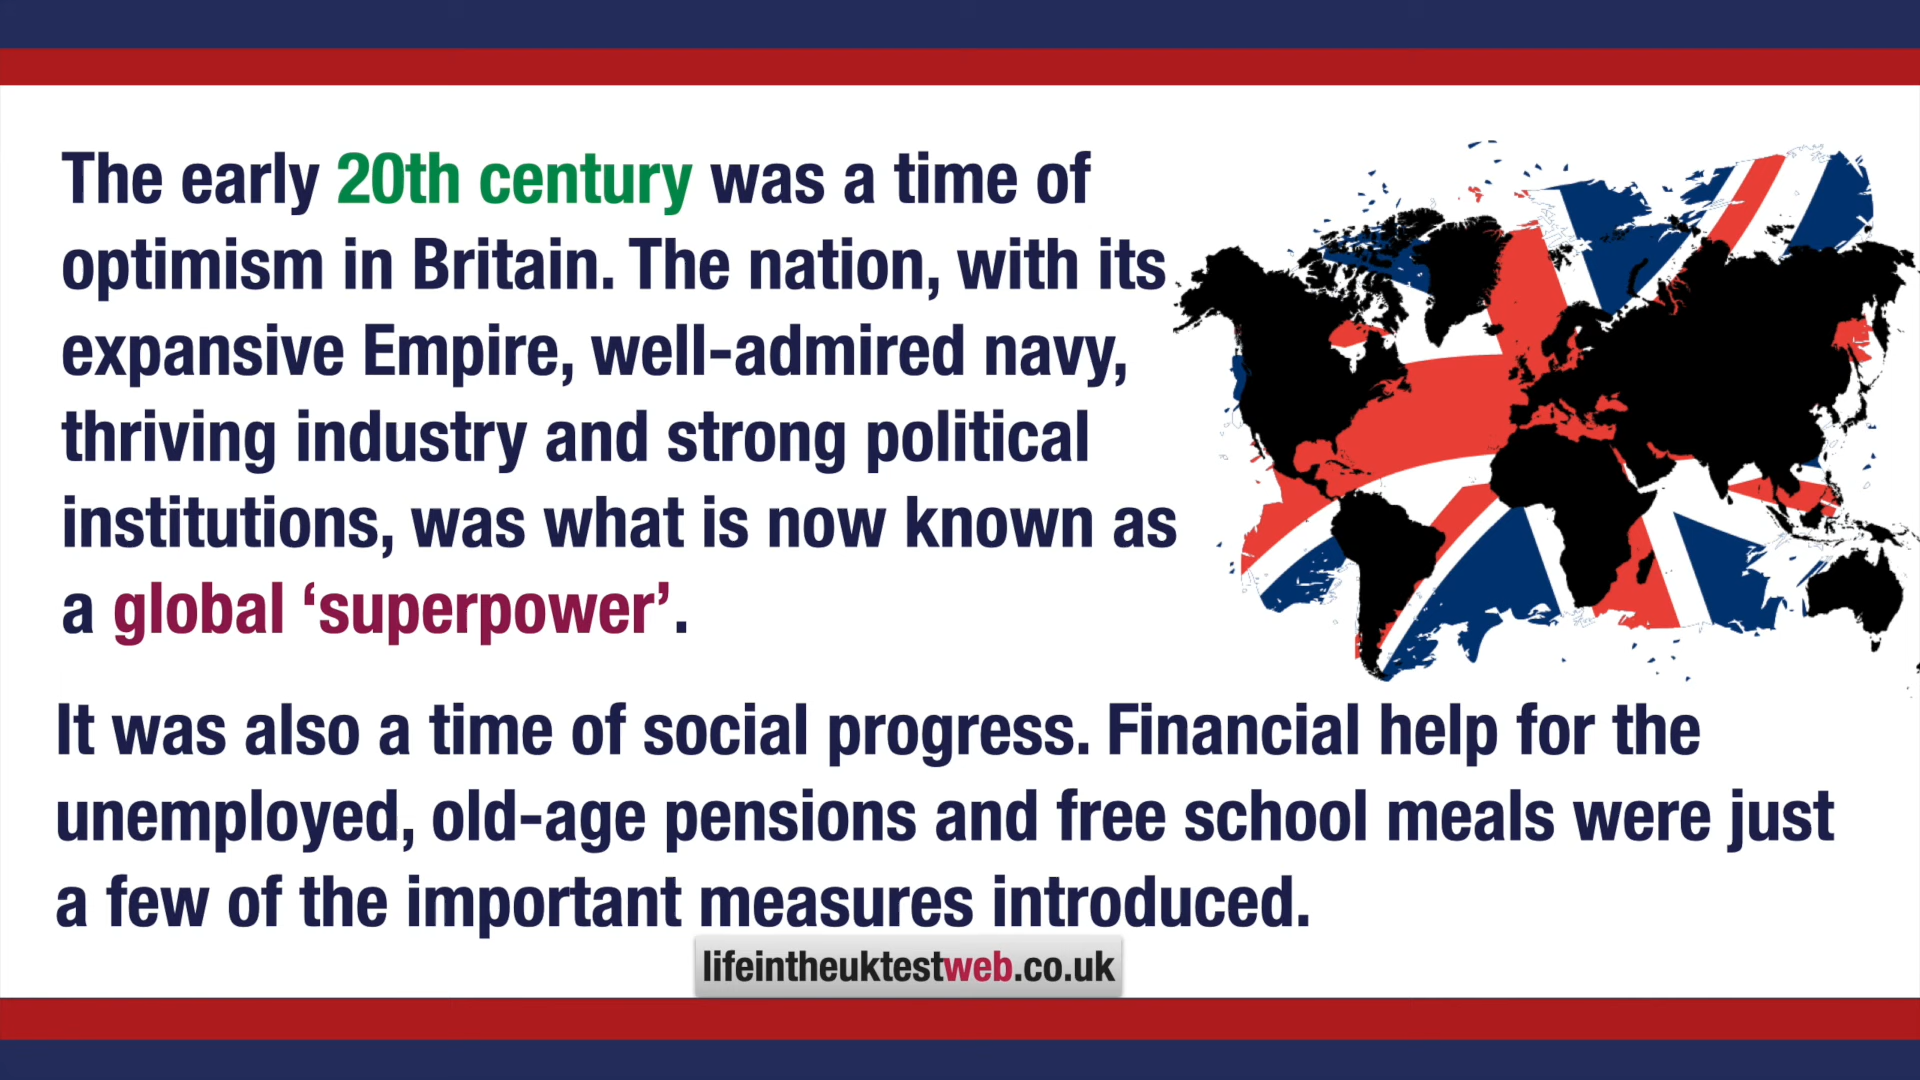 The early 20th century was a time of
optimism in Britain. The nation, with its
expansive Empire, well-admired navy,
thriving industry and strong political
institutions, was what is now known as
a global ‘superpower’.
It was also a time of social progress. Financial help for the
unemployed, old-age pensions and free school meals were just
a few of the important measures introduced.
lifeintheuktestweb.co.uk